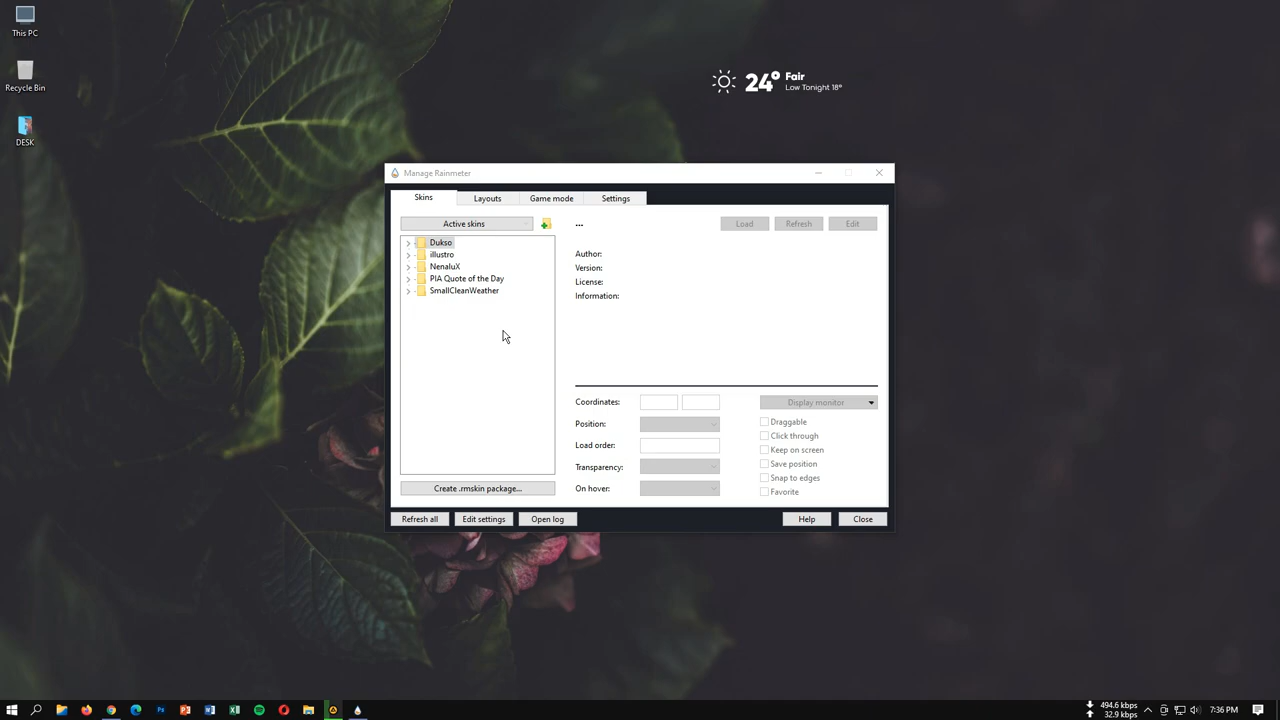 This PC
Recycle Bin
DESK
24° Fair
Low Tonight 18°
Manage Rainmeter
Skins Layouts Game mode Settings
Active skins
... Load Refresh Edit
Dukso
illustro
NenaluX
PIA Quote of the Day
SmallCleanWeather
Author:
Version:
License:
Information:
Coordinates: Display monitor
Position:
Load order:
Transparency:
On hover:
Draggable
Click through
Keep on screen
Save position
Snap to edges
Favorite
Create .rmskin package...
Refresh all Edit settings Open log Help Close
494.6 kbps
32.9 kbps
7:36 PM